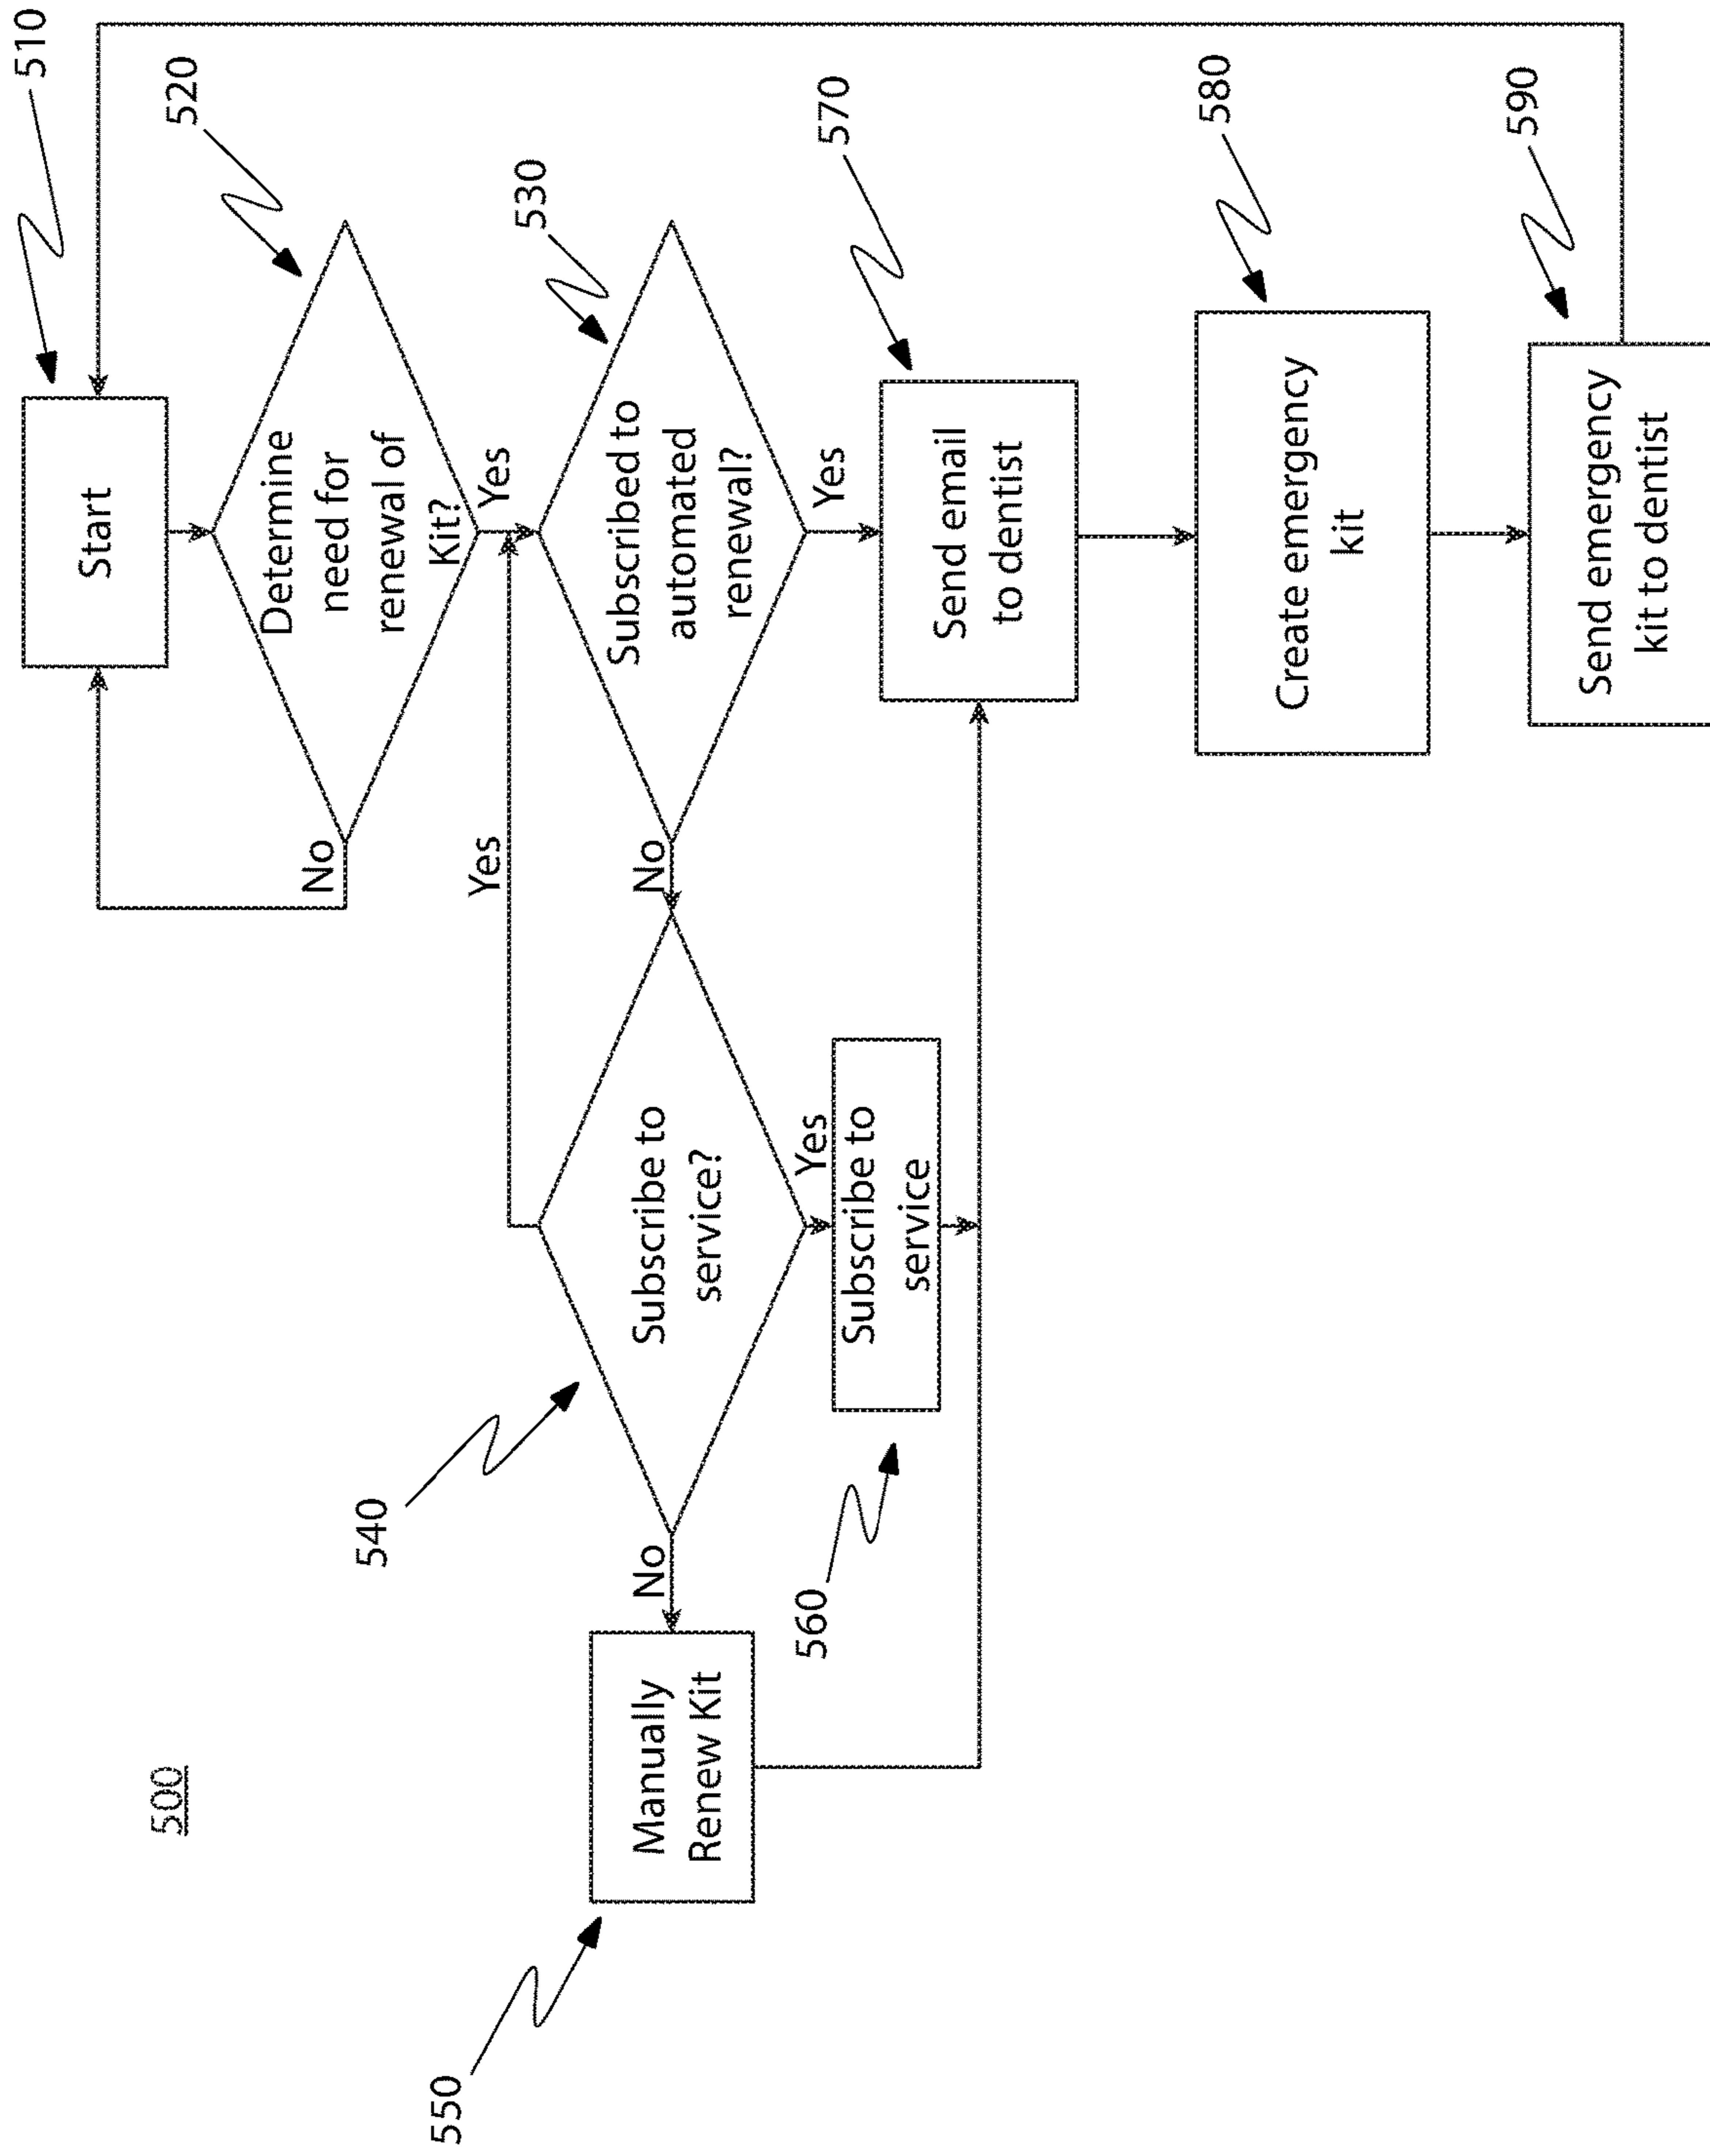 500
510
Start
520
Determine
need for
renewal of
Kit?
No
Yes
530
Subscribed to
automated
renewal?
No
Yes
Yes
540
Subscribe to
service?
No
Yes
550
Manually
Renew Kit
560
Subscribe to
service
570
Send email
to dentist
580
Create emergency
kit
590
Send emergency
kit to dentist